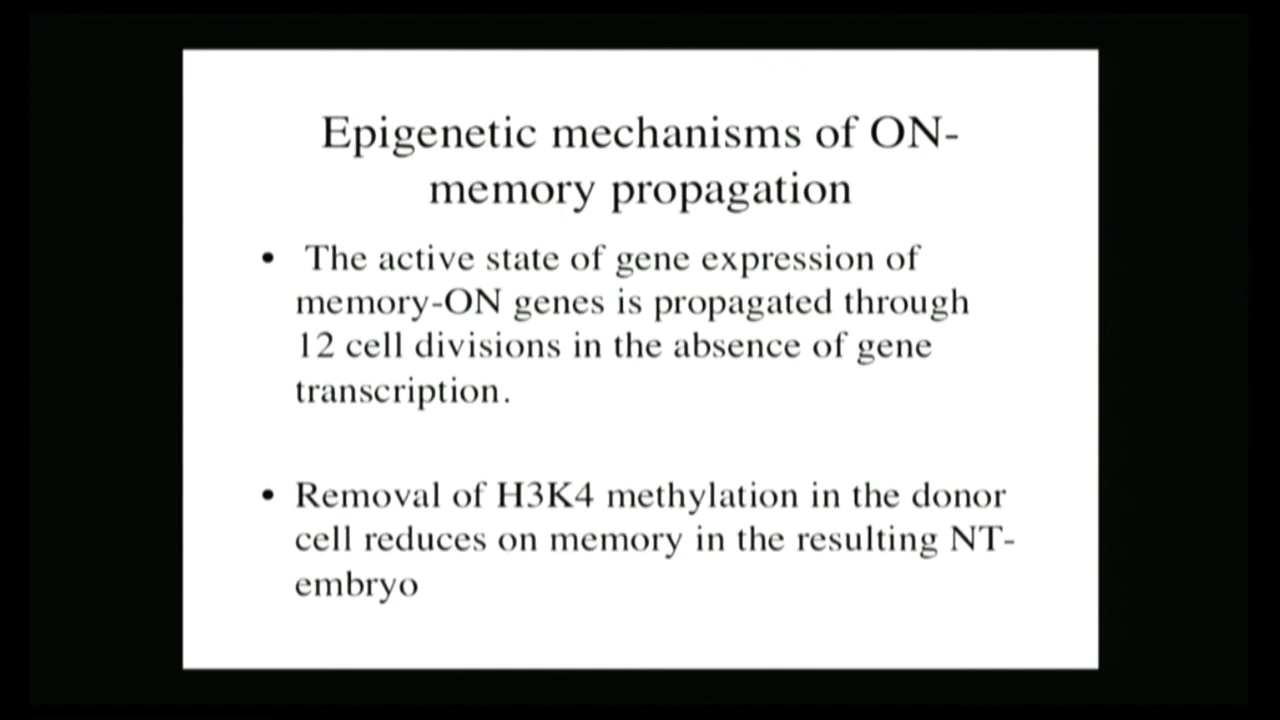 Epigenetic mechanisms of ON-
memory propagation
• The active state of gene expression of
memory-ON genes is propagated through
12 cell divisions in the absence of gene
transcription.
• Removal of H3K4 methylation in the donor
cell reduces on memory in the resulting NT-
embryo